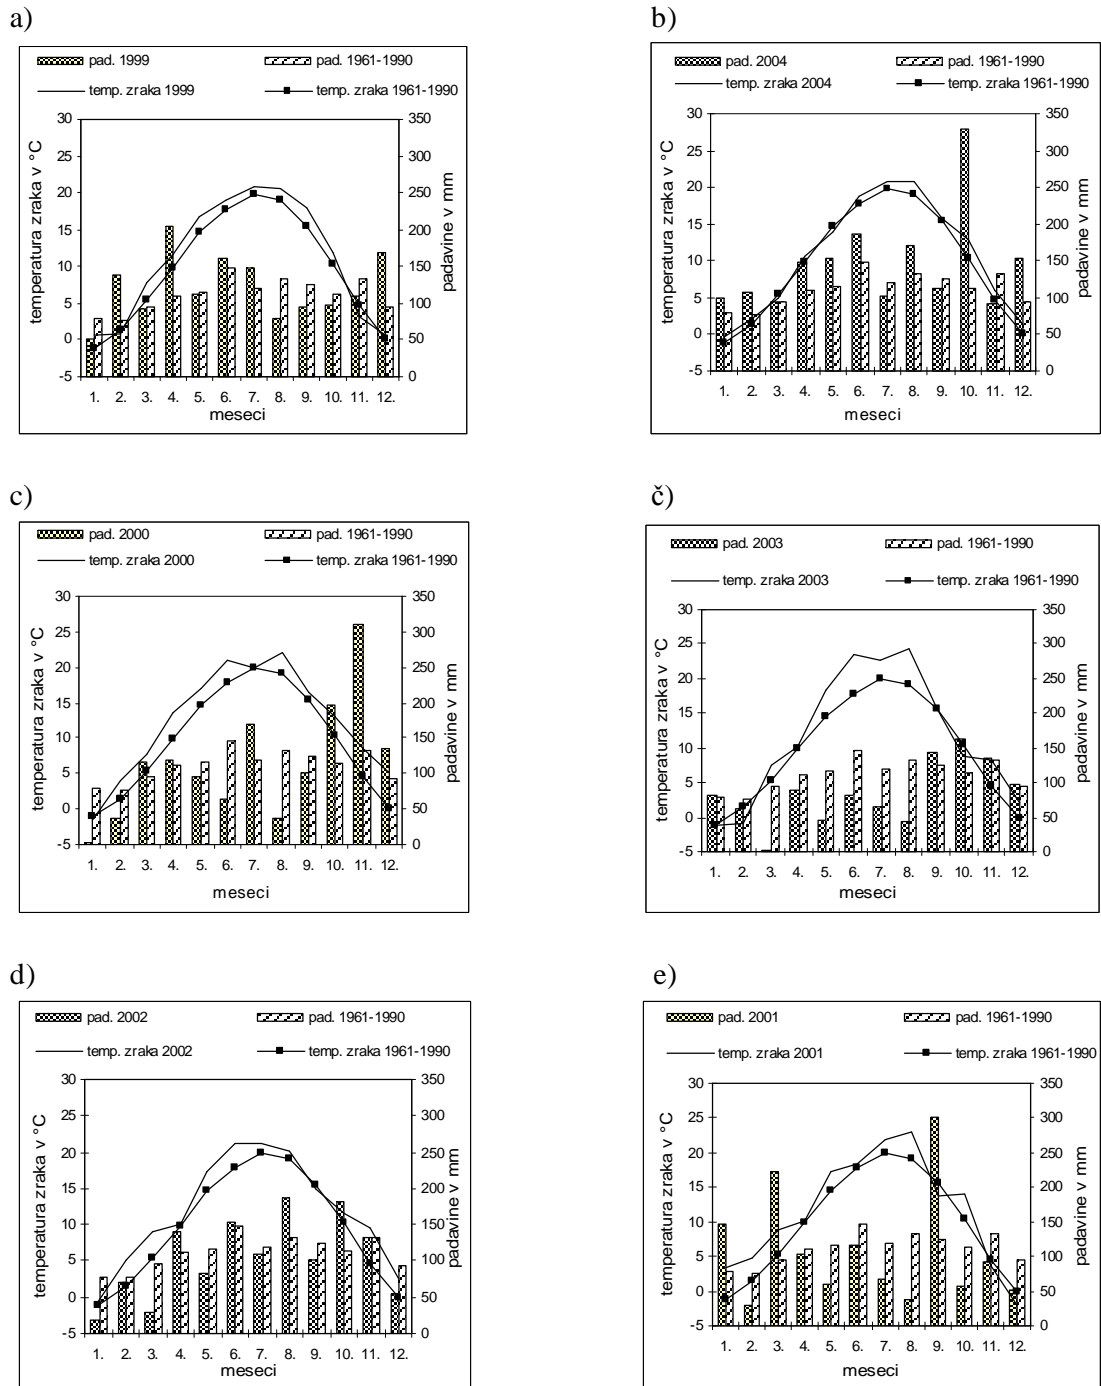 a)
pad. 1999
pad. 1961-1990
temp. zraka 1999
temp. zraka 1961-1990
temperatura zraka v °C
30
25
20
15
10
5
0
-5
350
300
250
200
150
100
50
0
padavine v mm
1. 2. 3. 4. 5. 6. 7. 8. 9. 10. 11. 12.
meseci
b)
pad. 2004
pad. 1961-1990
temp. zraka 2004
temp. zraka 1961-1990
temperatura zraka v °C
30
25
20
15
10
5
0
-5
350
300
250
200
150
100
50
0
padavine v mm
1. 2. 3. 4. 5. 6. 7. 8. 9. 10. 11. 12.
meseci
c)
pad. 2000
pad. 1961-1990
temp. zraka 2000
temp. zraka 1961-1990
temperatura zraka v °C
30
25
20
15
10
5
0
-5
350
300
250
200
150
100
50
0
padavine v mm
1. 2. 3. 4. 5. 6. 7. 8. 9. 10. 11. 12.
meseci
č)
pad. 2003
pad. 1961-1990
temp. zraka 2003
temp. zraka 1961-1990
temperatura zraka v °C
30
25
20
15
10
5
0
-5
350
300
250
200
150
100
50
0
padavine v mm
1. 2. 3. 4. 5. 6. 7. 8. 9. 10. 11. 12.
meseci
d)
pad. 2002
pad. 1961-1990
temp. zraka 2002
temp. zraka 1961-1990
temperatura zraka v °C
30
25
20
15
10
5
0
-5
350
300
250
200
150
100
50
0
padavine v mm
1. 2. 3. 4. 5. 6. 7. 8. 9. 10. 11. 12.
meseci
e)
pad. 2001
pad. 1961-1990
temp. zraka 2001
temp. zraka 1961-1990
temperatura zraka v °C
30
25
20
15
10
5
0
-5
350
300
250
200
150
100
50
0
padavine v mm
1. 2. 3. 4. 5. 6. 7. 8. 9. 10. 11. 12.
meseci